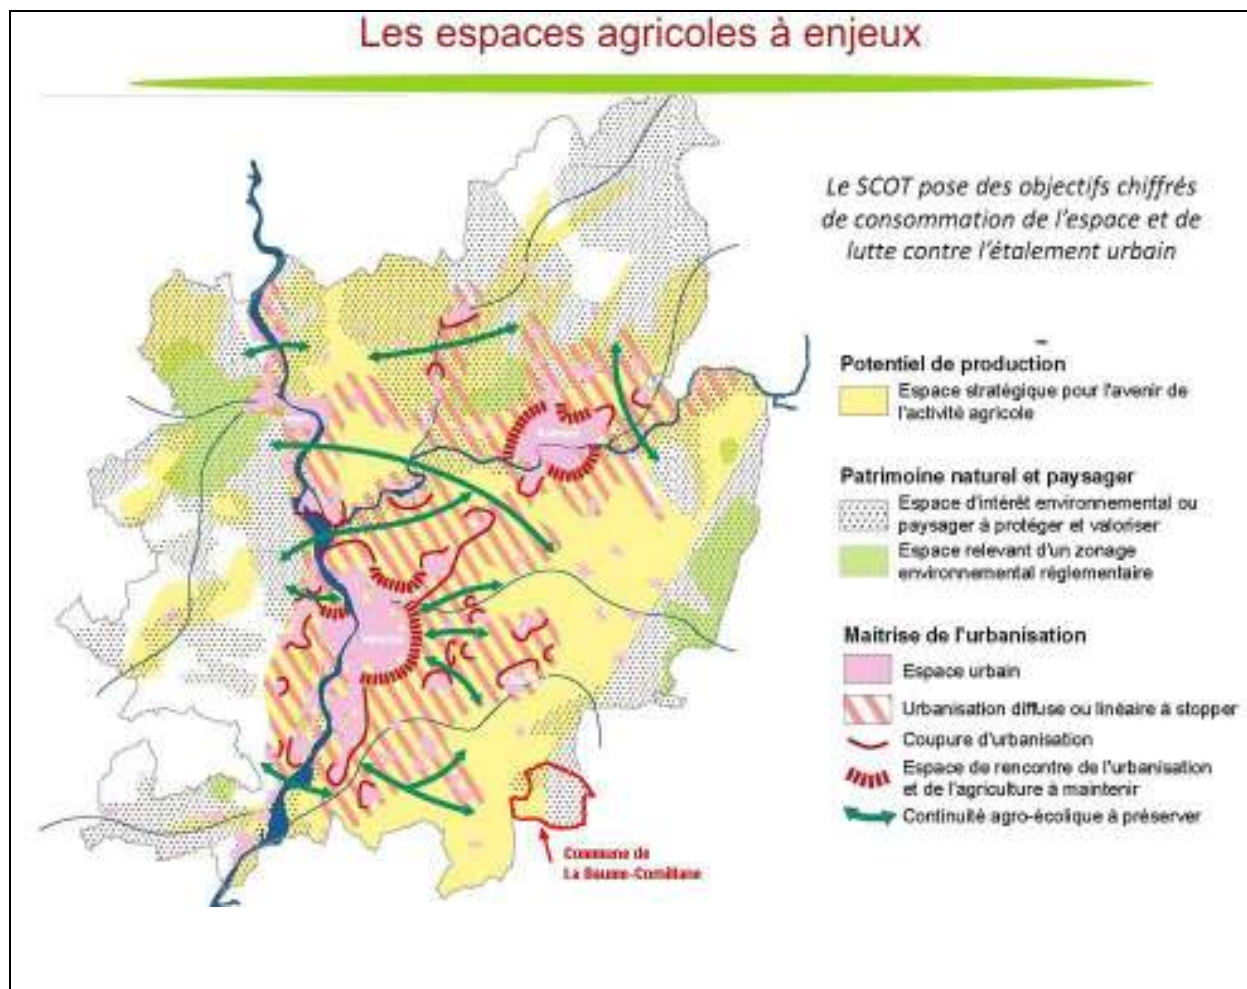 Les espaces agricoles à enjeux
Le SCOT pose des objectifs chiffrés
de consommation de l'espace et de
lutte contre l'étalement urbain
Potentiel de production
Espace stratégique pour l'avenir de
l'activité agricole
Patrimoine naturel et paysager
Espace d'intérêt environnemental ou
paysager à protéger et valoriser
Espace relevant d'un zonage
environnemental réglementaire
Maitrise de l'urbanisation
Espace urbain
Urbanisation diffuse ou linéaire à stopper
Coupure d'urbanisation
Espace de rencontre de l'urbanisation
et de l'agriculture à maintenir
Continuité agro-écolique à préserver
Commune de
La Baume-Cornillane